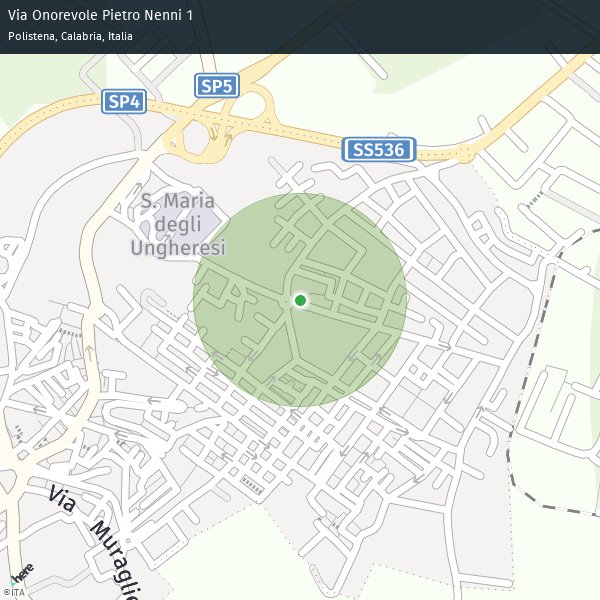 Via Onorevole Pietro Nenni 1
Polistena, Calabria, Italia
SP5
SP4
SS536
S. Maria
degli
Ungheresi
Via Muraglie
here
©ITA